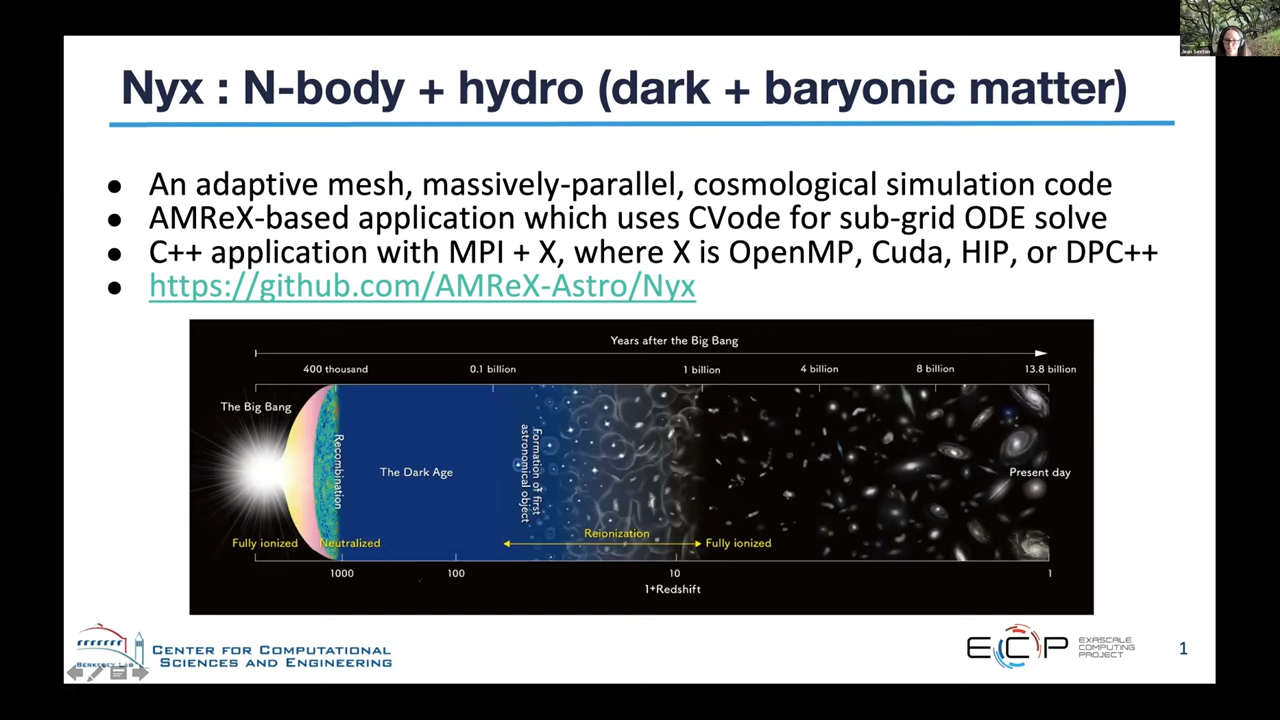 Jean Sexton
Nyx : N-body + hydro (dark + baryonic matter)
● An adaptive mesh, massively-parallel, cosmological simulation code
● AMReX-based application which uses CVode for sub-grid ODE solve
● C++ application with MPI + X, where X is OpenMP, Cuda, HIP, or DPC++
● https://github.com/AMReX-Astro/Nyx
Years after the Big Bang
400 thousand 0.1 billion 1 billion 4 billion 8 billion 13.8 billion
The Big Bang
Recombination
The Dark Age
Formation of first
astronomical object
Present day
Reionization
Fully ionized Neutralized Fully ionized
1000 100 10 1
1+Redshift
BERKELEY LAB
CENTER FOR COMPUTATIONAL
SCIENCES AND ENGINEERING
ECP
EXASCALE
COMPUTING
PROJECT
1